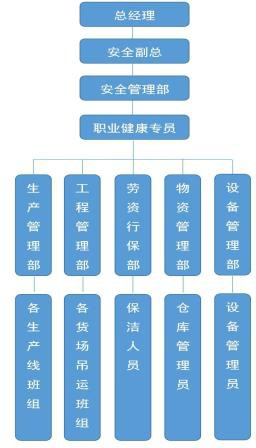 总经理
安全副总
安全管理部
职业健康专员
生产管理部
工程管理部
劳资行保部
物资管理部
设备管理部
各生产线班组
各货场吊运班组
保洁人员
仓库管理员
设备管理员